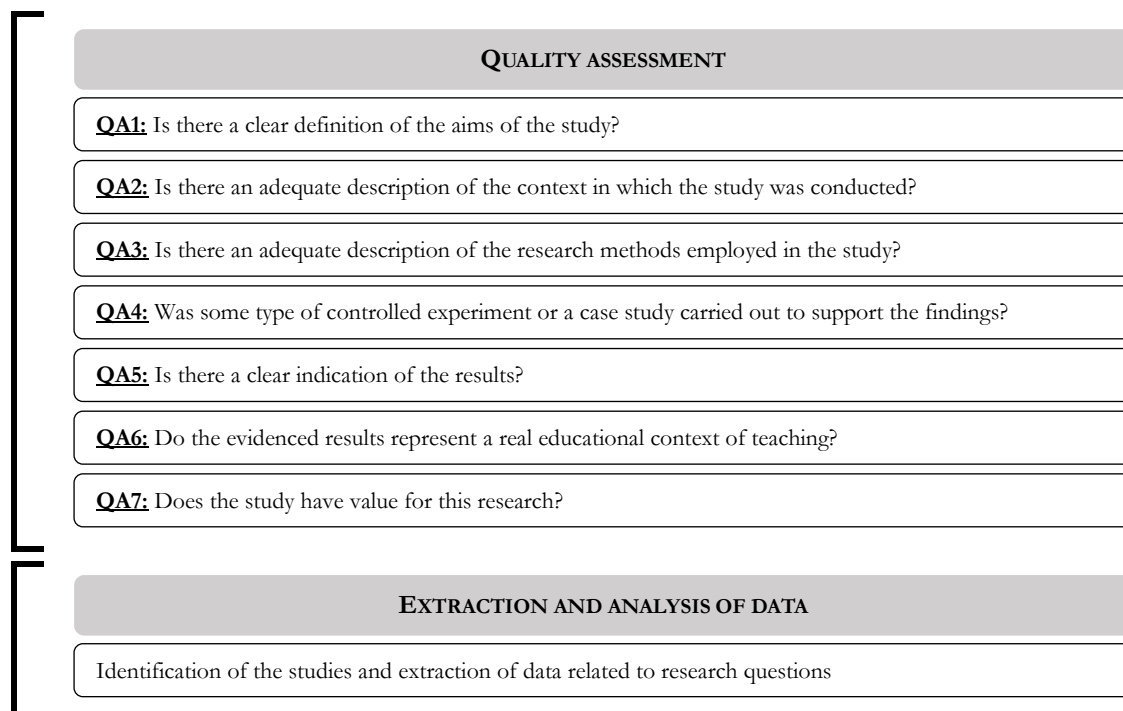 QUALITY ASSESSMENT
QA1: Is there a clear definition of the aims of the study?
QA2: Is there an adequate description of the context in which the study was conducted?
QA3: Is there an adequate description of the research methods employed in the study?
QA4: Was some type of controlled experiment or a case study carried out to support the findings?
QA5: Is there a clear indication of the results?
QA6: Do the evidenced results represent a real educational context of teaching?
QA7: Does the study have value for this research?
EXTRACTION AND ANALYSIS OF DATA
Identification of the studies and extraction of data related to research questions